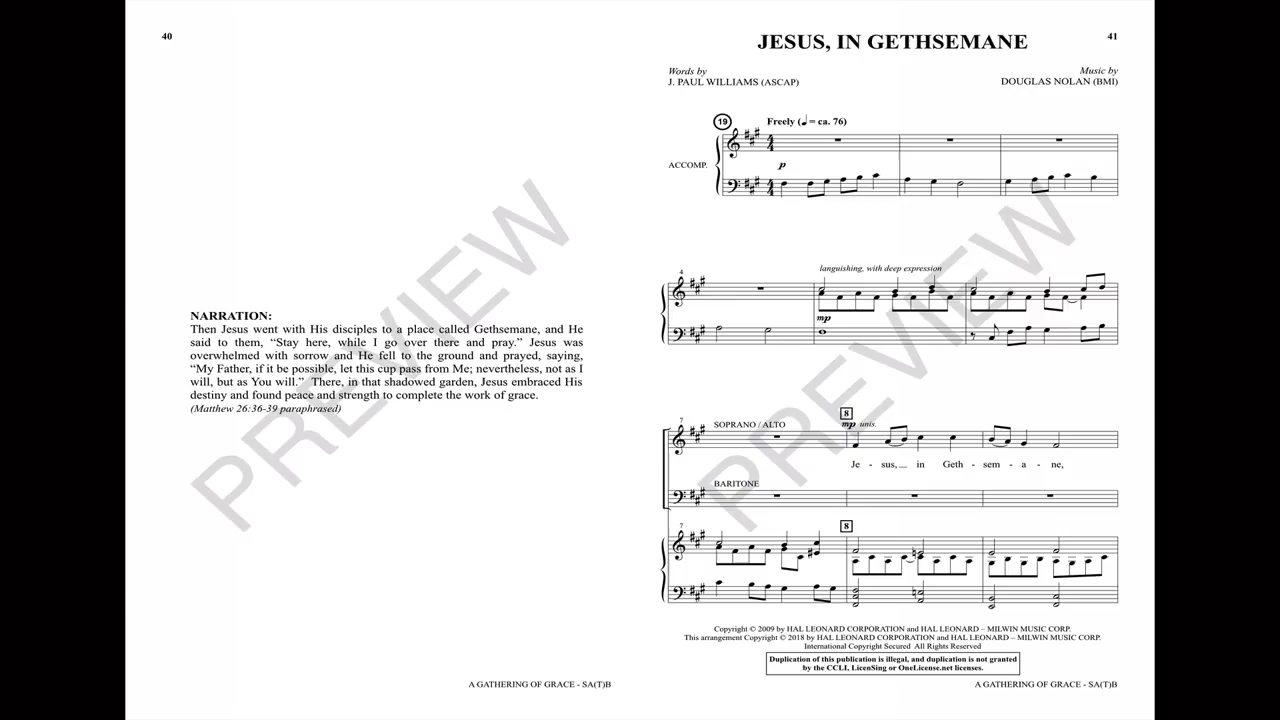 40
NARRATION:
Then Jesus went with His disciples to a place called Gethsemane, and He
said to them, “Stay here, while I go over there and pray.” Jesus was
overwhelmed with sorrow and He fell to the ground and prayed, saying,
“My Father, if it be possible, let this cup pass from Me; nevertheless, not as I
will, but as You will.” There, in that shadowed garden, Jesus embraced His
destiny and found peace and strength to complete the work of grace.
(Matthew 26:36-39 paraphrased)
PREVIEW
A GATHERING OF GRACE - SA(T)B
41
JESUS, IN GETHSEMANE
Words by
J. PAUL WILLIAMS (ASCAP)
Music by
DOUGLAS NOLAN (BMI)
19
Freely (♩ = ca. 76)
ACCOMP.
p
4
languishing, with deep expression
mp
7
SOPRANO / ALTO
8
mp unis.
Je - sus, in Geth - sem - a - ne,
BARITONE
7
8
PREVIEW
Copyright © 2009 by HAL LEONARD CORPORATION and HAL LEONARD – MILWIN MUSIC CORP.
This arrangement Copyright © 2018 by HAL LEONARD CORPORATION and HAL LEONARD – MILWIN MUSIC CORP.
International Copyright Secured All Rights Reserved
Duplication of this publication is illegal, and duplication is not granted
by the CCLI, LicenSing or OneLicense.net licenses.
A GATHERING OF GRACE - SA(T)B